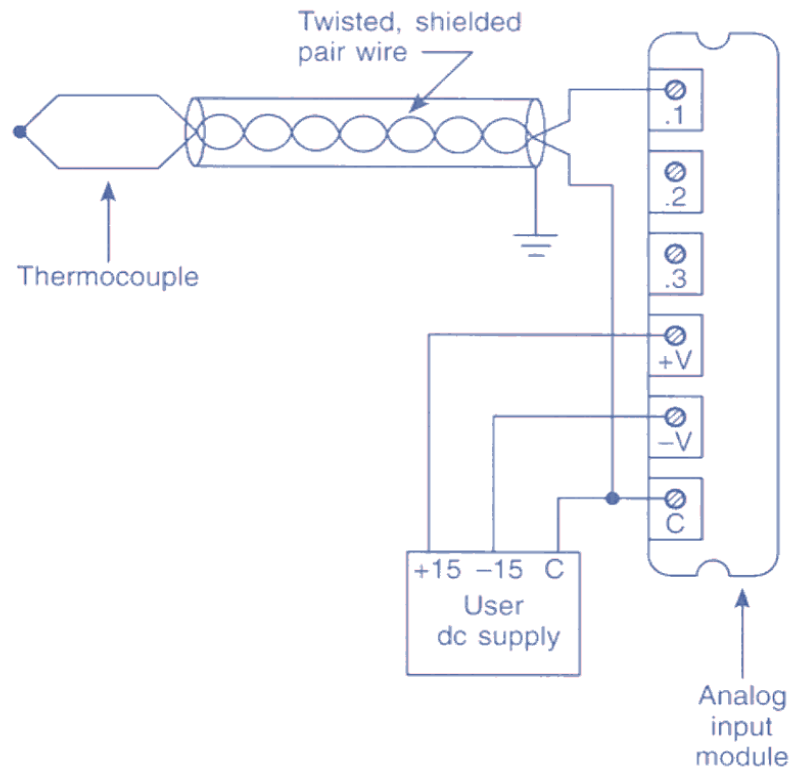 Twisted, shielded
pair wire
.1
.2
.3
Thermocouple
+V
−V
C
+15 −15 C
User
dc supply
Analog
input
module